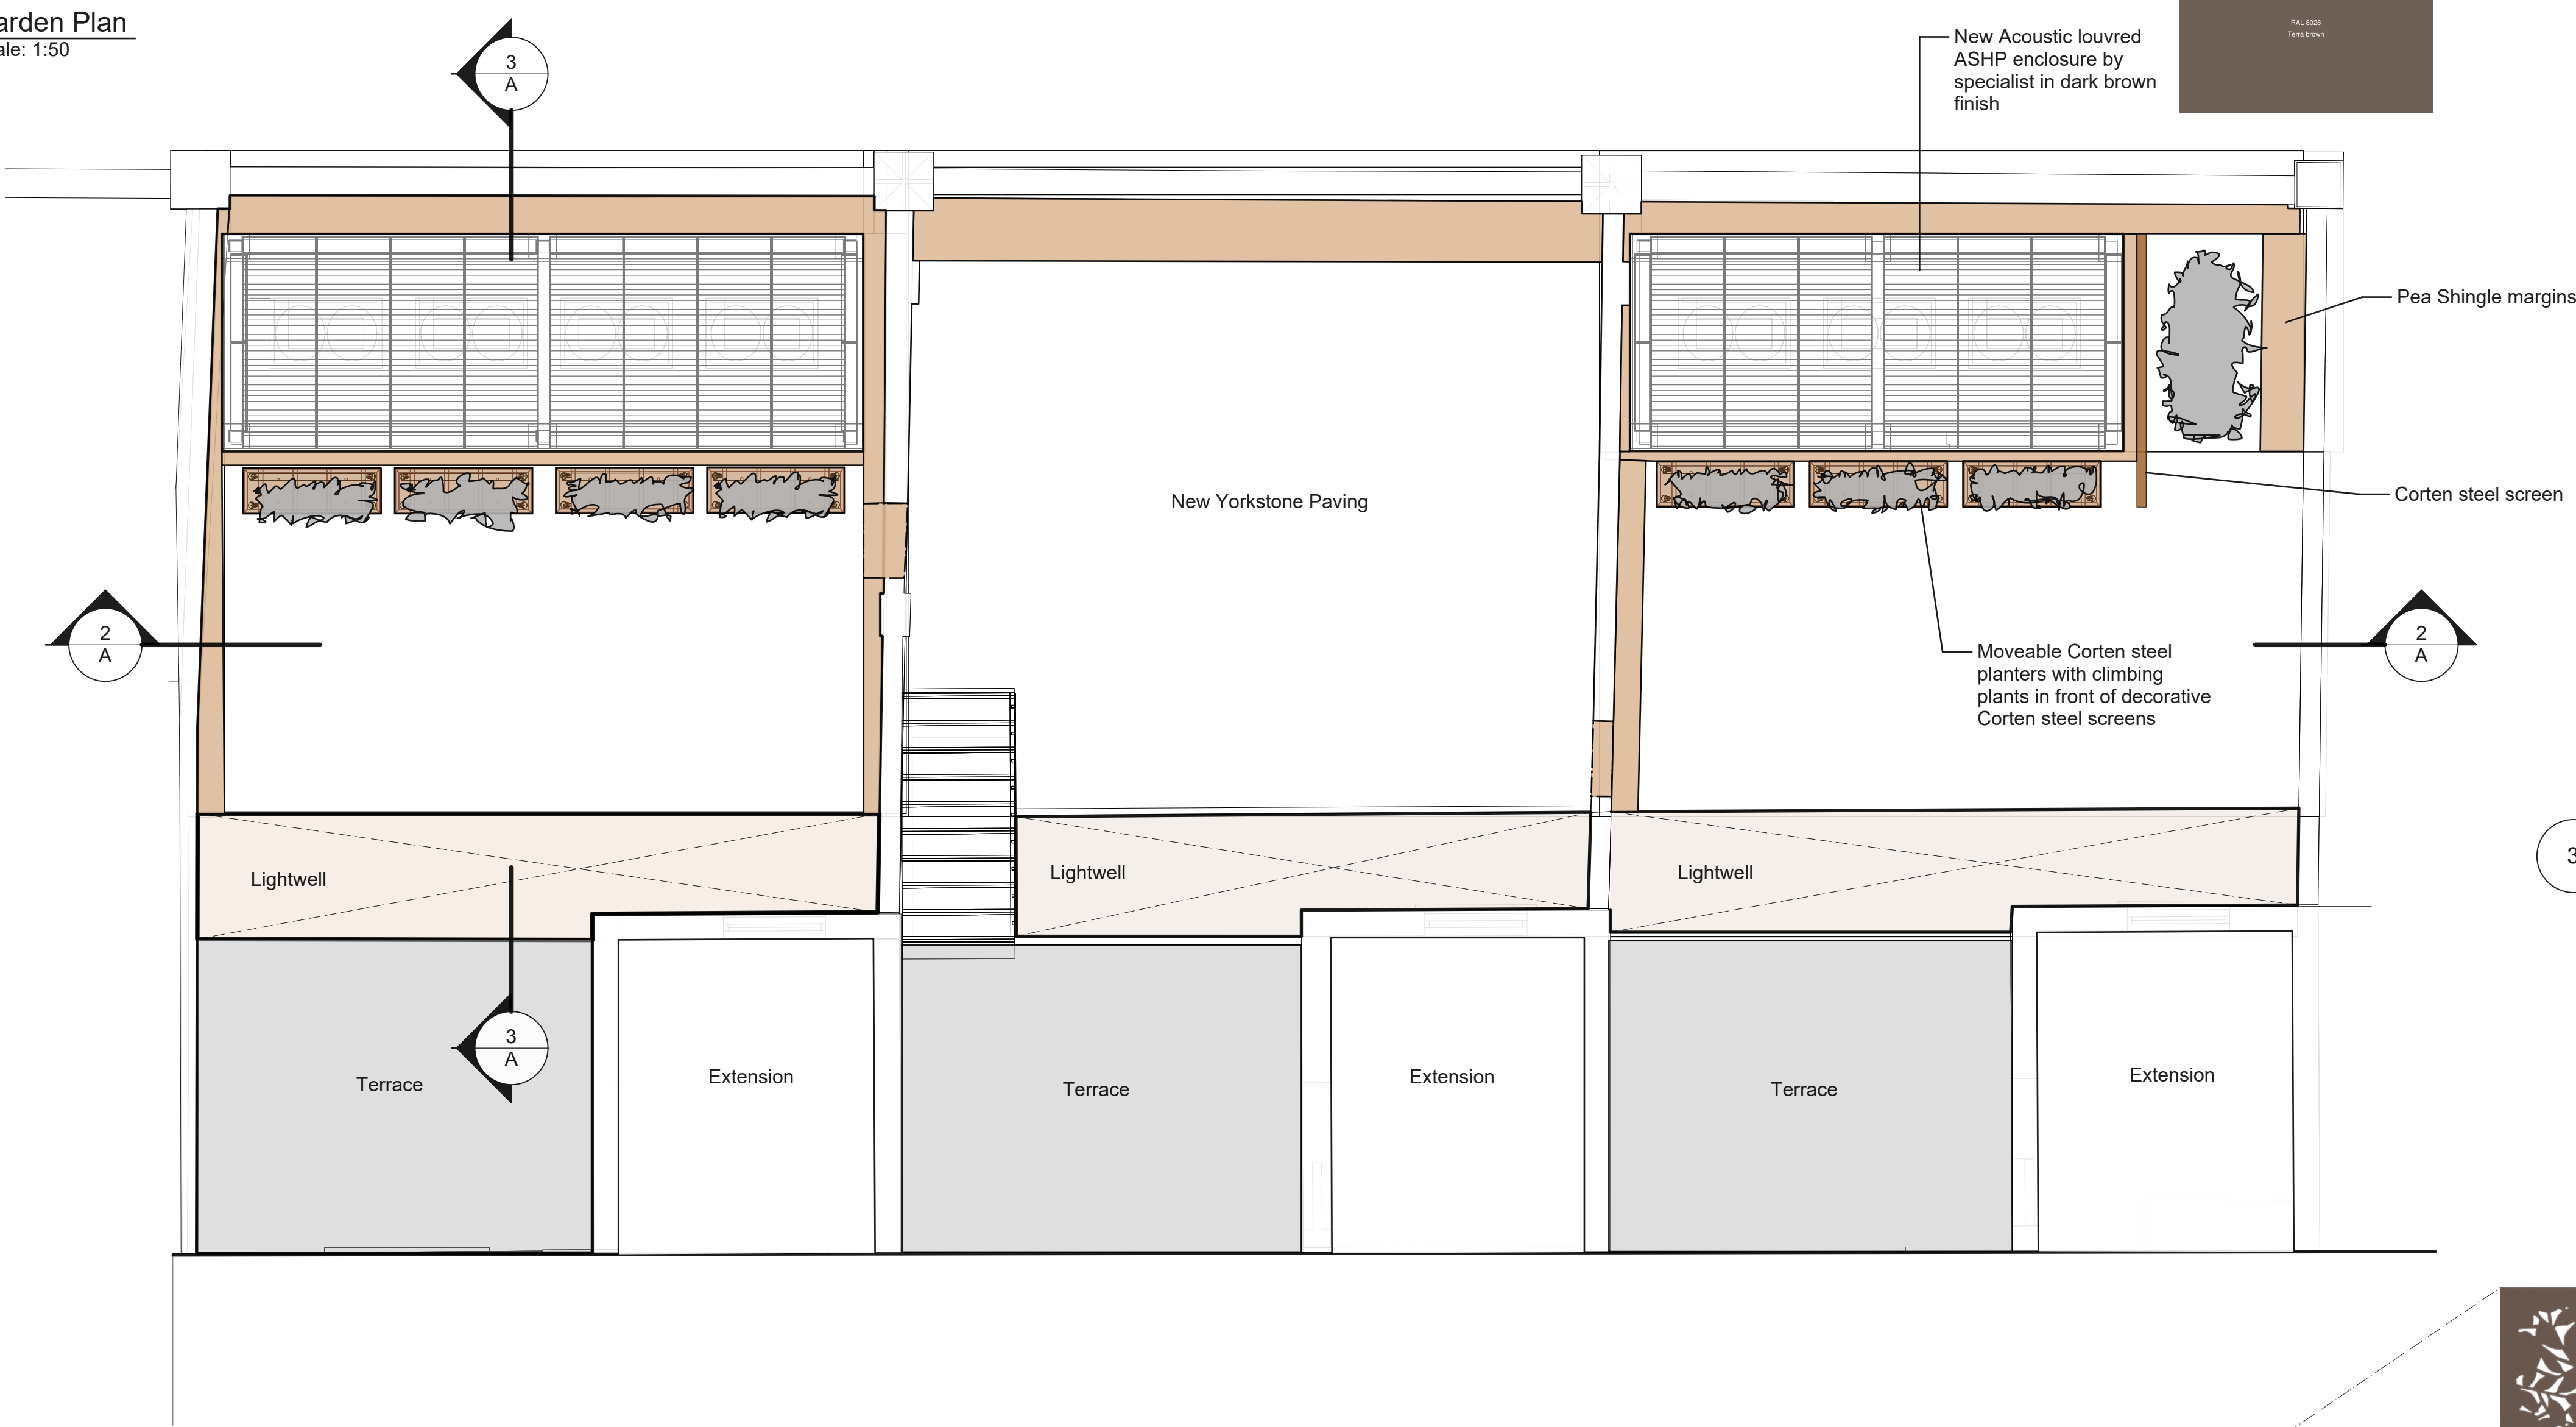 arden Plan
ale: 1:50
RAL 8028
Terra brown
3
A
New Acoustic louvred
ASHP enclosure by
specialist in dark brown
finish
Pea Shingle margins
New Yorkstone Paving
Corten steel screen
2
A
2
A
Moveable Corten steel
planters with climbing
plants in front of decorative
Corten steel screens
Lightwell
Lightwell
Lightwell
3
3
A
Terrace
Extension
Terrace
Extension
Terrace
Extension